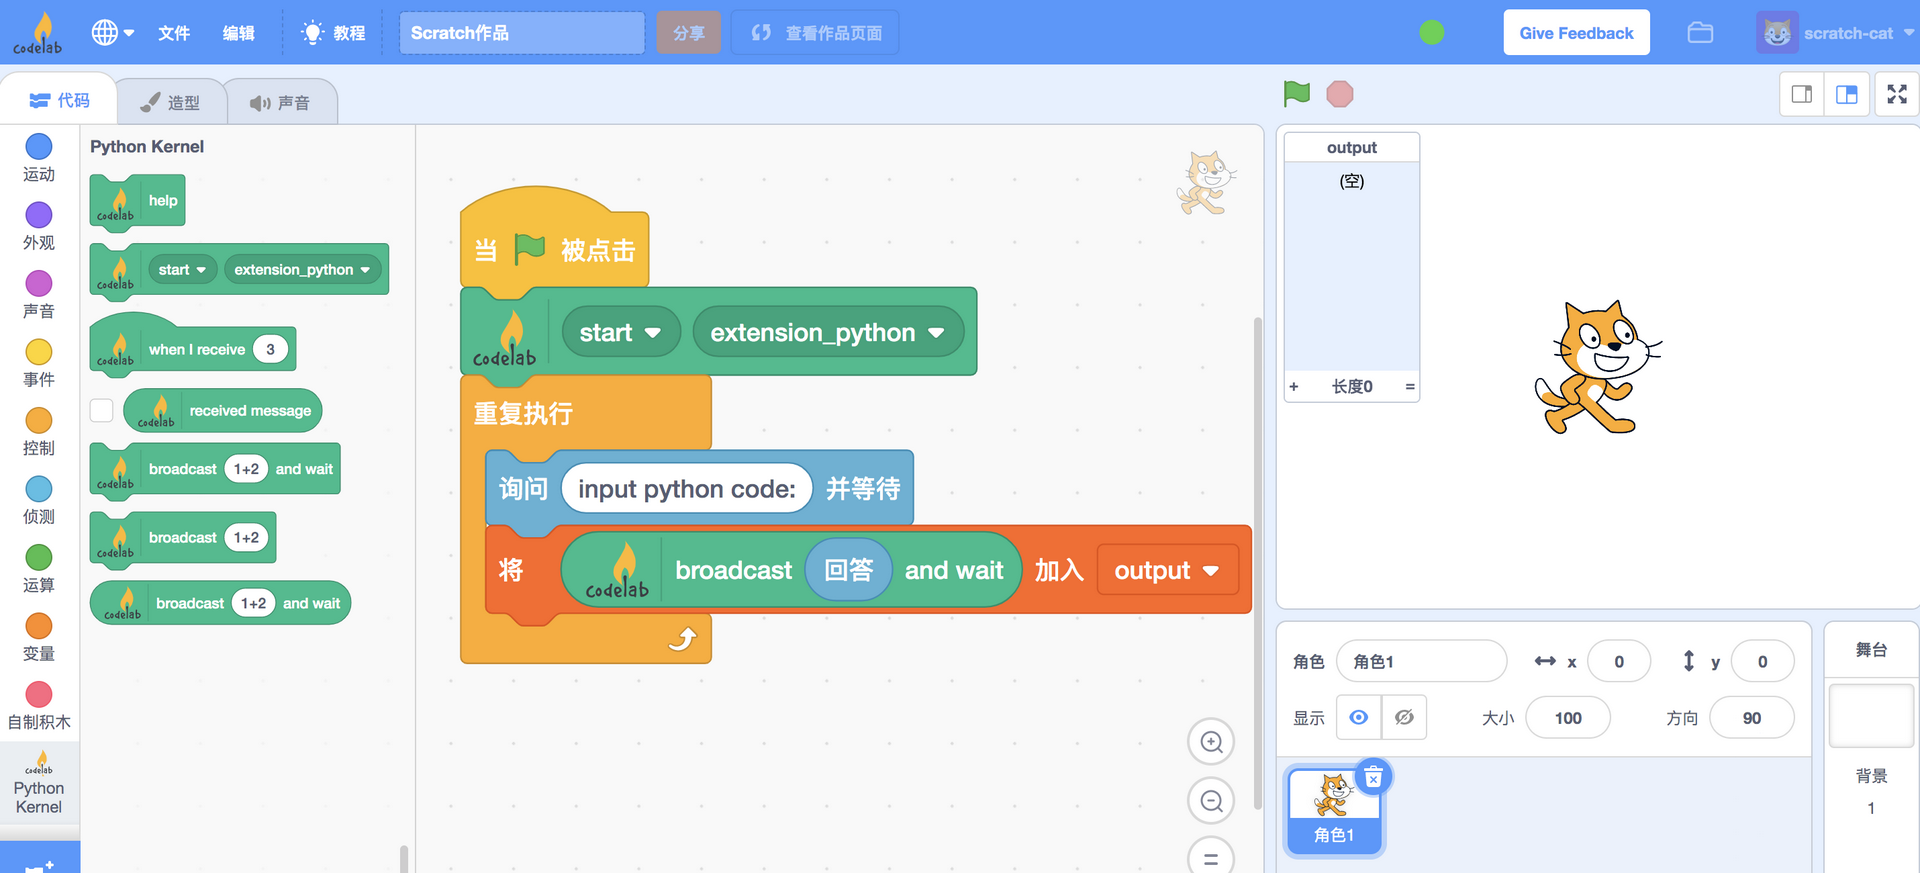 codelab
文件
编辑
教程
Scratch作品
分享
查看作品页面
Give Feedback
scratch-cat
代码
造型
声音
运动
外观
声音
事件
控制
侦测
运算
变量
自制积木
codelab
Python
Kernel
Python Kernel
codelab help
codelab start extension_python
codelab when I receive 3
codelab received message
codelab broadcast 1+2 and wait
codelab broadcast 1+2
codelab broadcast 1+2 and wait
当 被点击
codelab start extension_python
重复执行
询问 input python code: 并等待
将 codelab broadcast 回答 and wait 加入 output
output
(空)
+ 长度0 =
角色 角色1 x 0 y 0
显示 大小 100 方向 90
角色1
舞台
背景
1